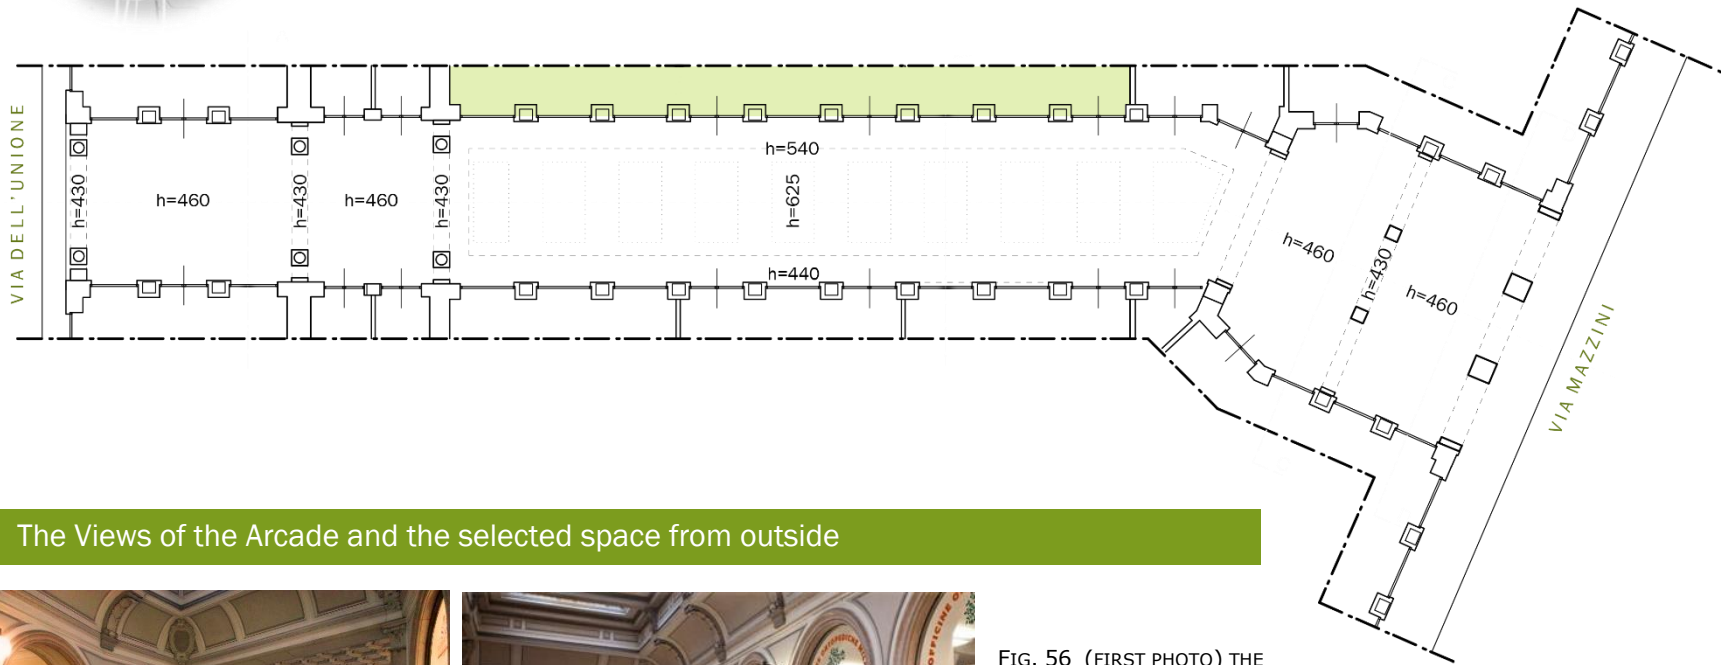 VIA DELL'UNIONE
h=430
h=460
h=430
h=460
h=430
h=540
h=625
h=440
h=460
h=430
h=460
VIA MAZZINI
The Views of the Arcade and the selected space from outside
OFFICINE O
FIG. 56 (FIRST PHOTO) THE